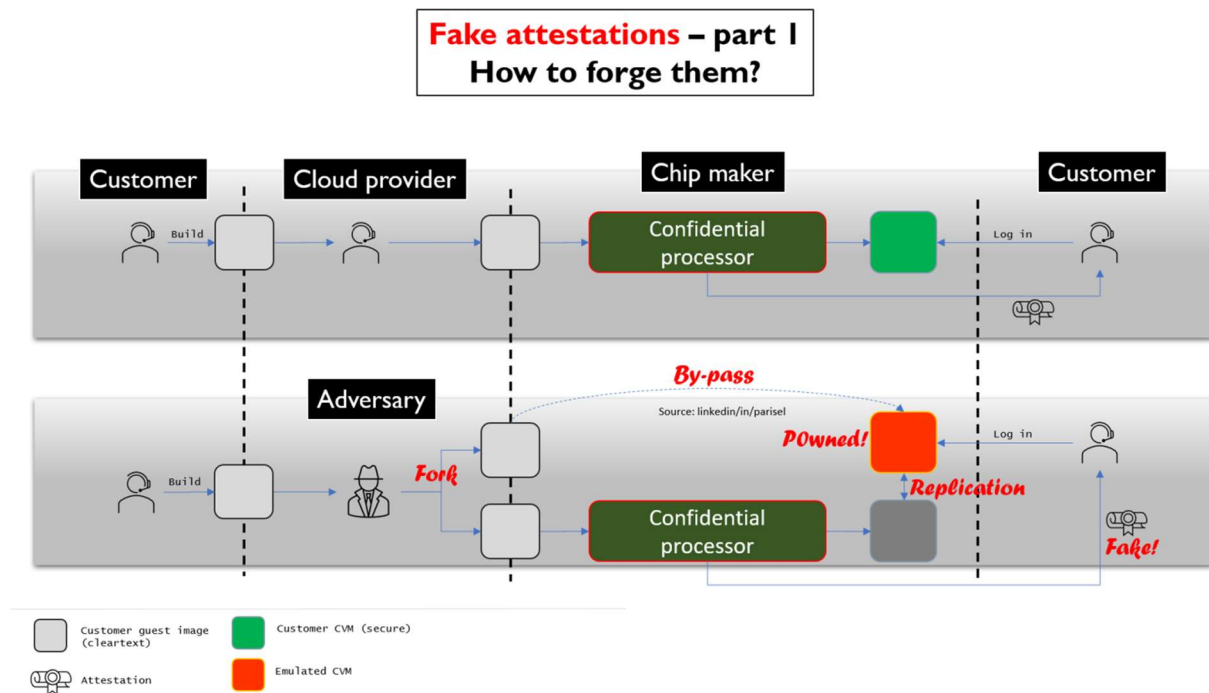 Fake attestations – part 1
How to forge them?
Customer
Cloud provider
Chip maker
Customer
Build
Confidential
processor
Log in
Adversary
By-pass
Source: linkedin/in/parisel
P0wned!
Log in
Build
Fork
Replication
Confidential
processor
Fake!
Customer guest image
(cleartext)
Customer CVM (secure)
Attestation
Emulated CVM